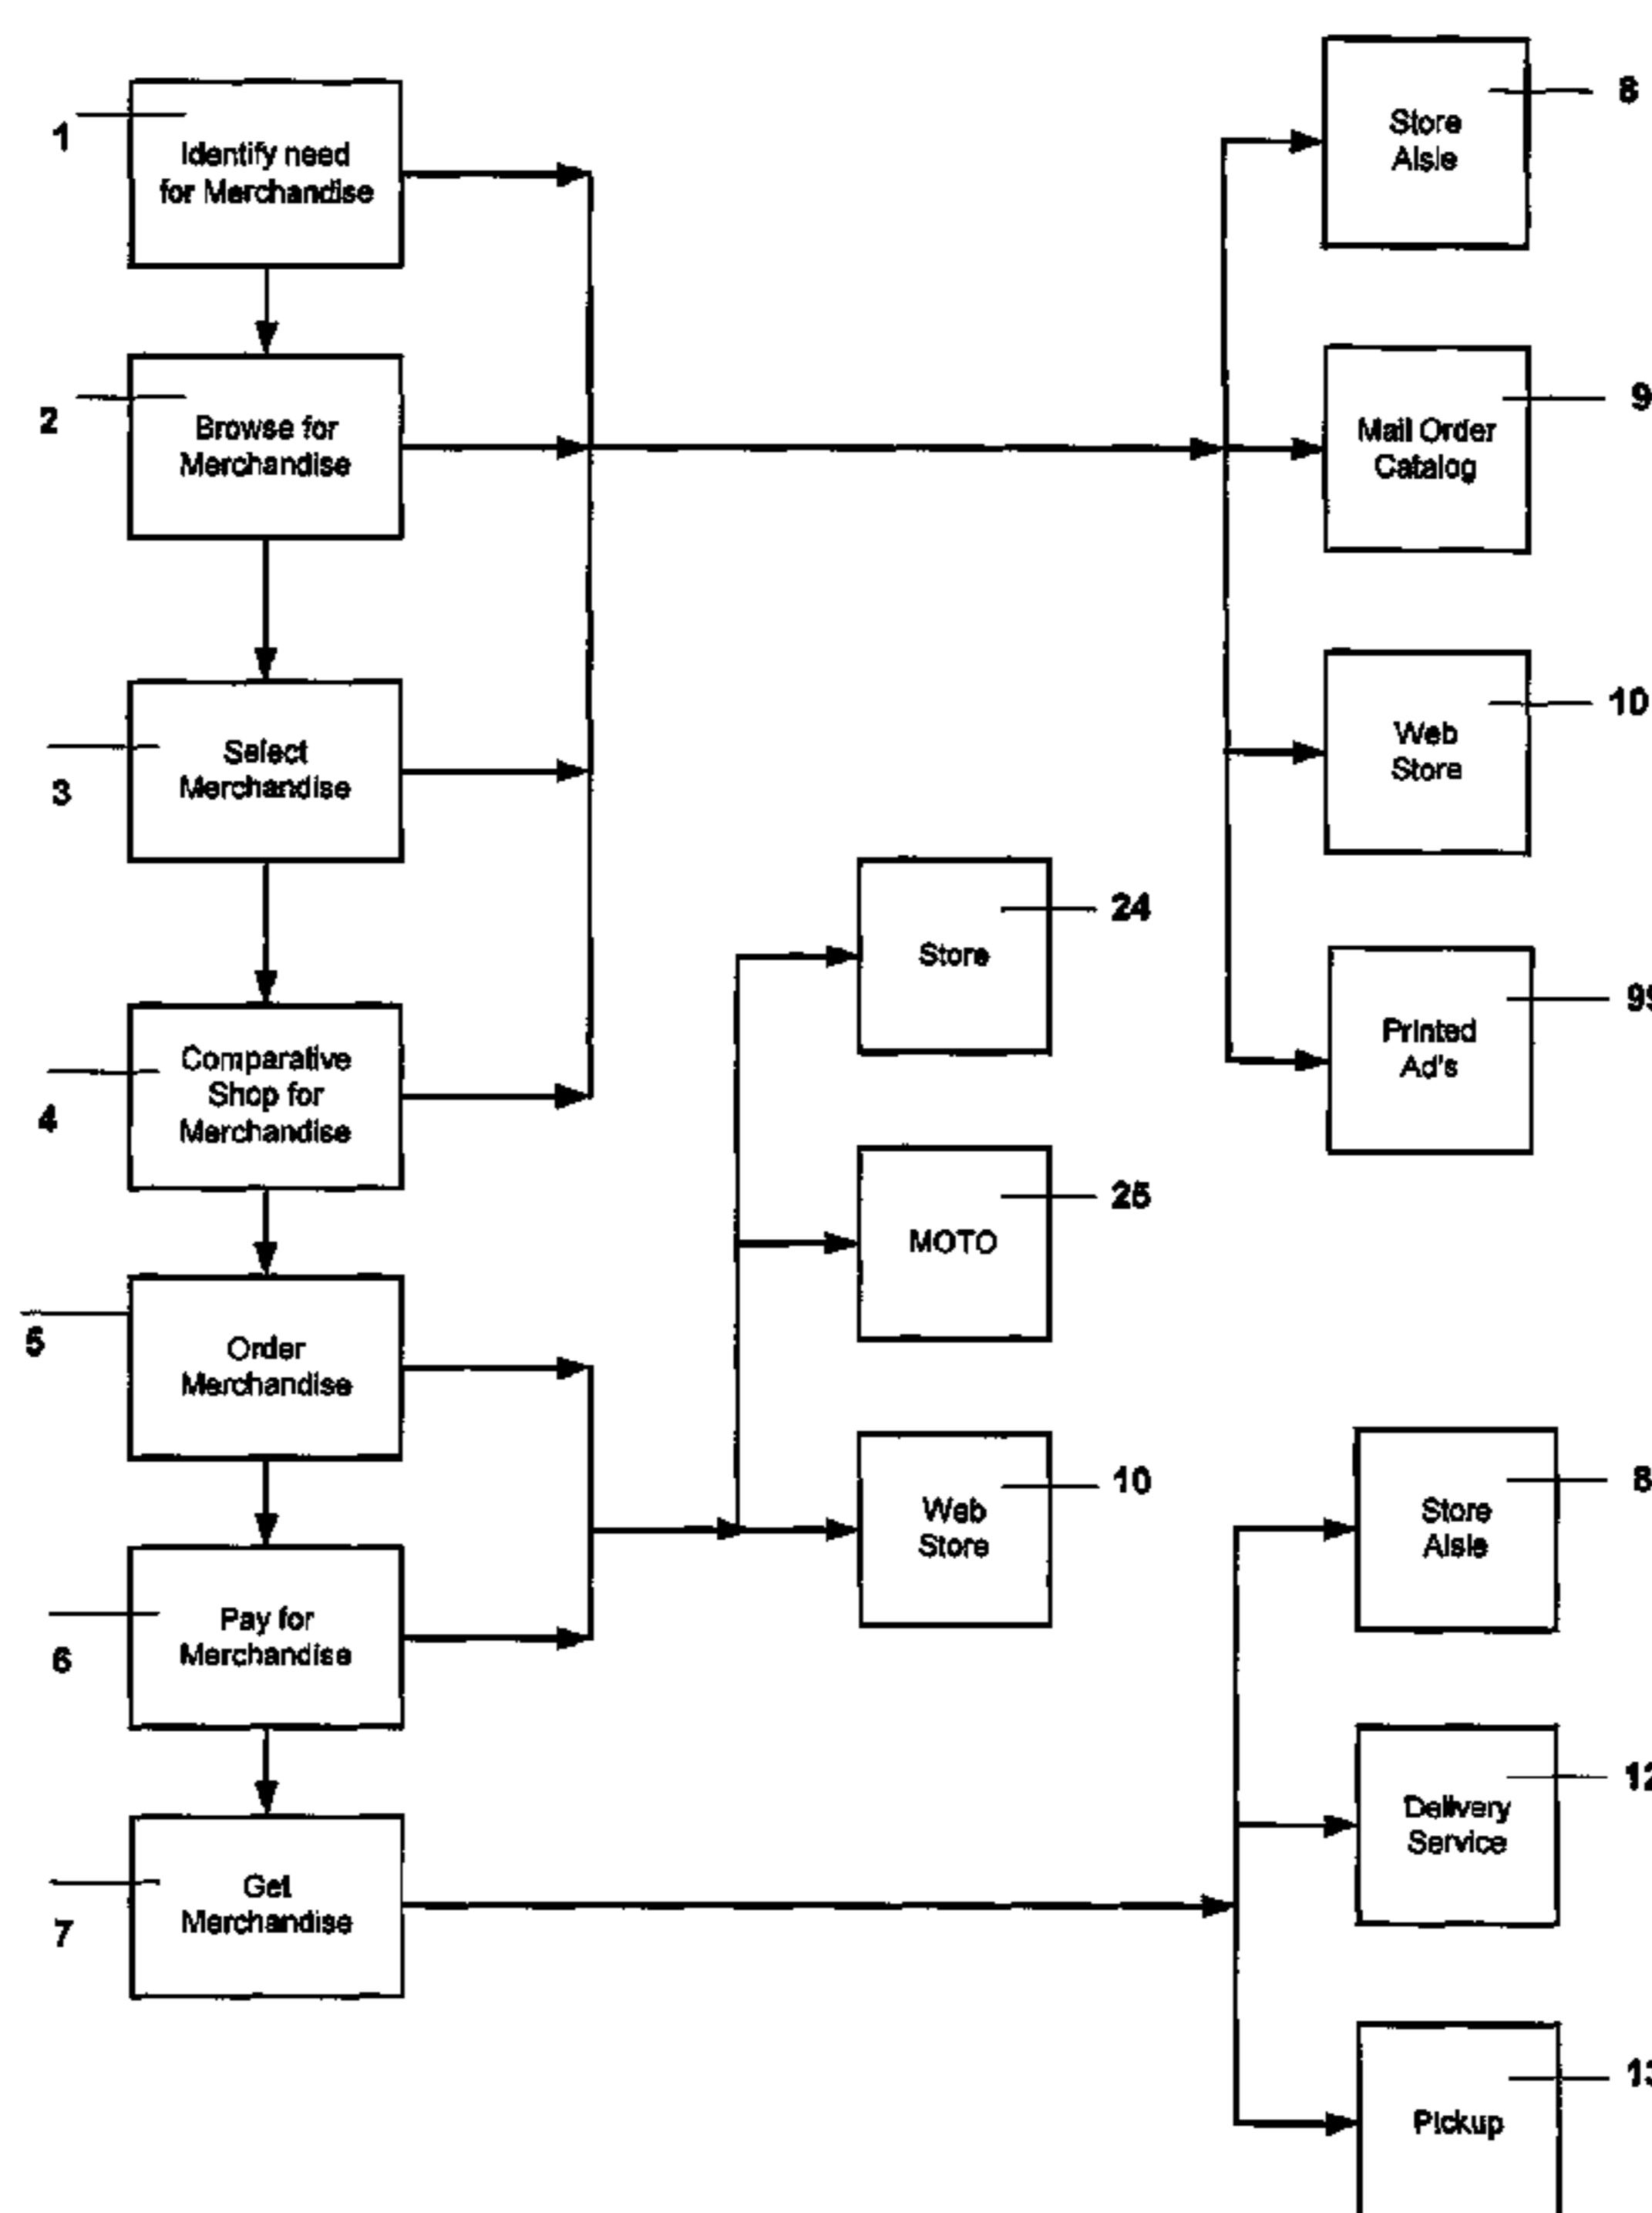 1
Identify need
for Merchandise
2
Browse for
Merchandise
3
Select
Merchandise
4
Comparative
Shop for
Merchandise
5
Order
Merchandise
6
Pay for
Merchandise
7
Get
Merchandise
Store
Aisle
8
Mail Order
Catalog
9
Web
Store
10
Printed
Ad's
Store
24
MOTO
25
Web
Store
10
Store
Aisle
8
Delivery
Service
12
Pickup
13